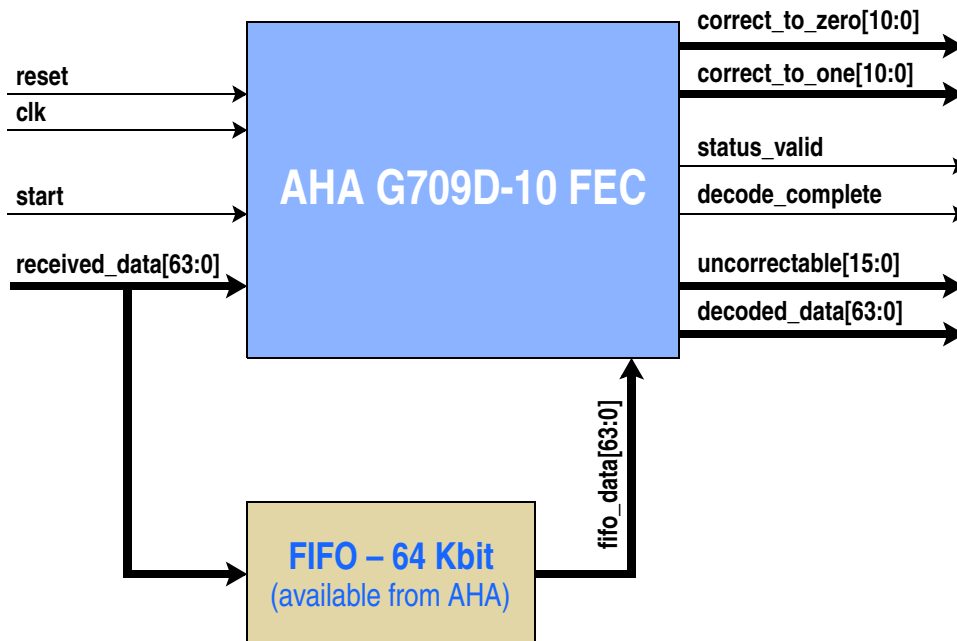 correct_to_zero[10:0]
reset
correct_to_one[10:0]
clk
status_valid
AHA G709D-10 FEC
start
decode_complete
received_data[63:0]
uncorrectable[15:0]
decoded_data[63:0]
fifo_data[63:0]
FIFO – 64 Kbit
(available from AHA)